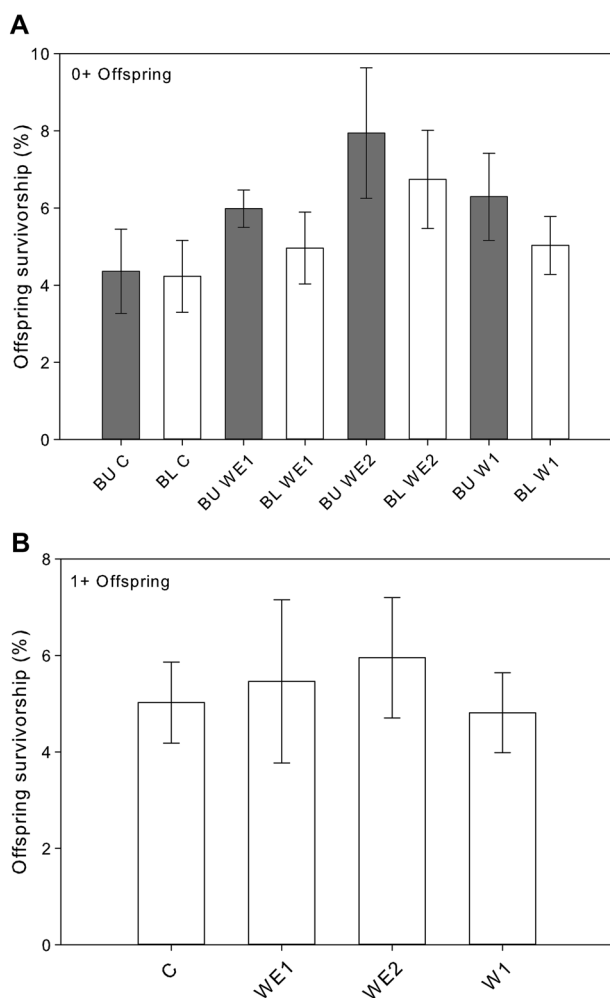 A
0+ Offspring
Offspring survivorship (%)
10
8
6
4
2
0
BU C
BL C
BU WE1
BL WE1
BU WE2
BL WE2
BU W1
BL W1
B
1+ Offspring
Offspring survivorship (%)
8
6
4
2
0
C
WE1
WE2
W1